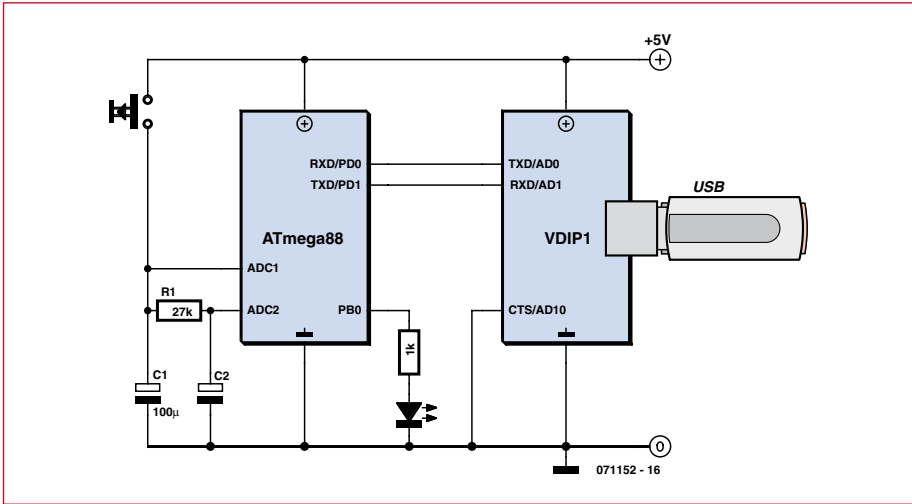 +5V
USB
RXD/PD0
TXD/AD0
TXD/PD1
RXD/AD1
ATmega88
VDIP1
ADC1
R1
27k
ADC2
PB0
CTS/AD10
1k
C1
C2
100µ
0
071152 - 16